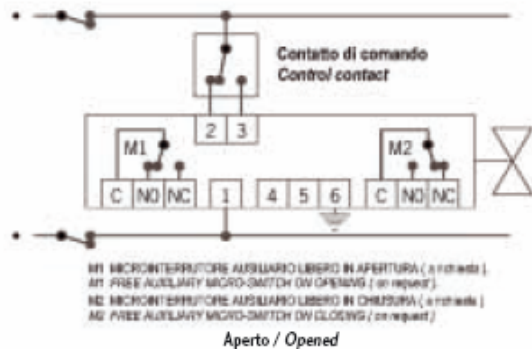 Contatto di comando
Control contact
2 3
M1 M2
C NO NC 1 4 5 6 C NO NC
M1 MICROINTERRUTORE AUSILIARIO LIBERO IN APERTURA ( a richiesta ).
M1 FREE AUXILIARY MICRO-SWITCH ON OPENING ( on request ).
M2 MICROINTERRUTORE AUSILIARIO LIBERO IN CHIUSURA ( a richiesta )
M2 FREE AUXILIARY MICRO-SWITCH ON CLOSING ( on request )
Aperto / Opened